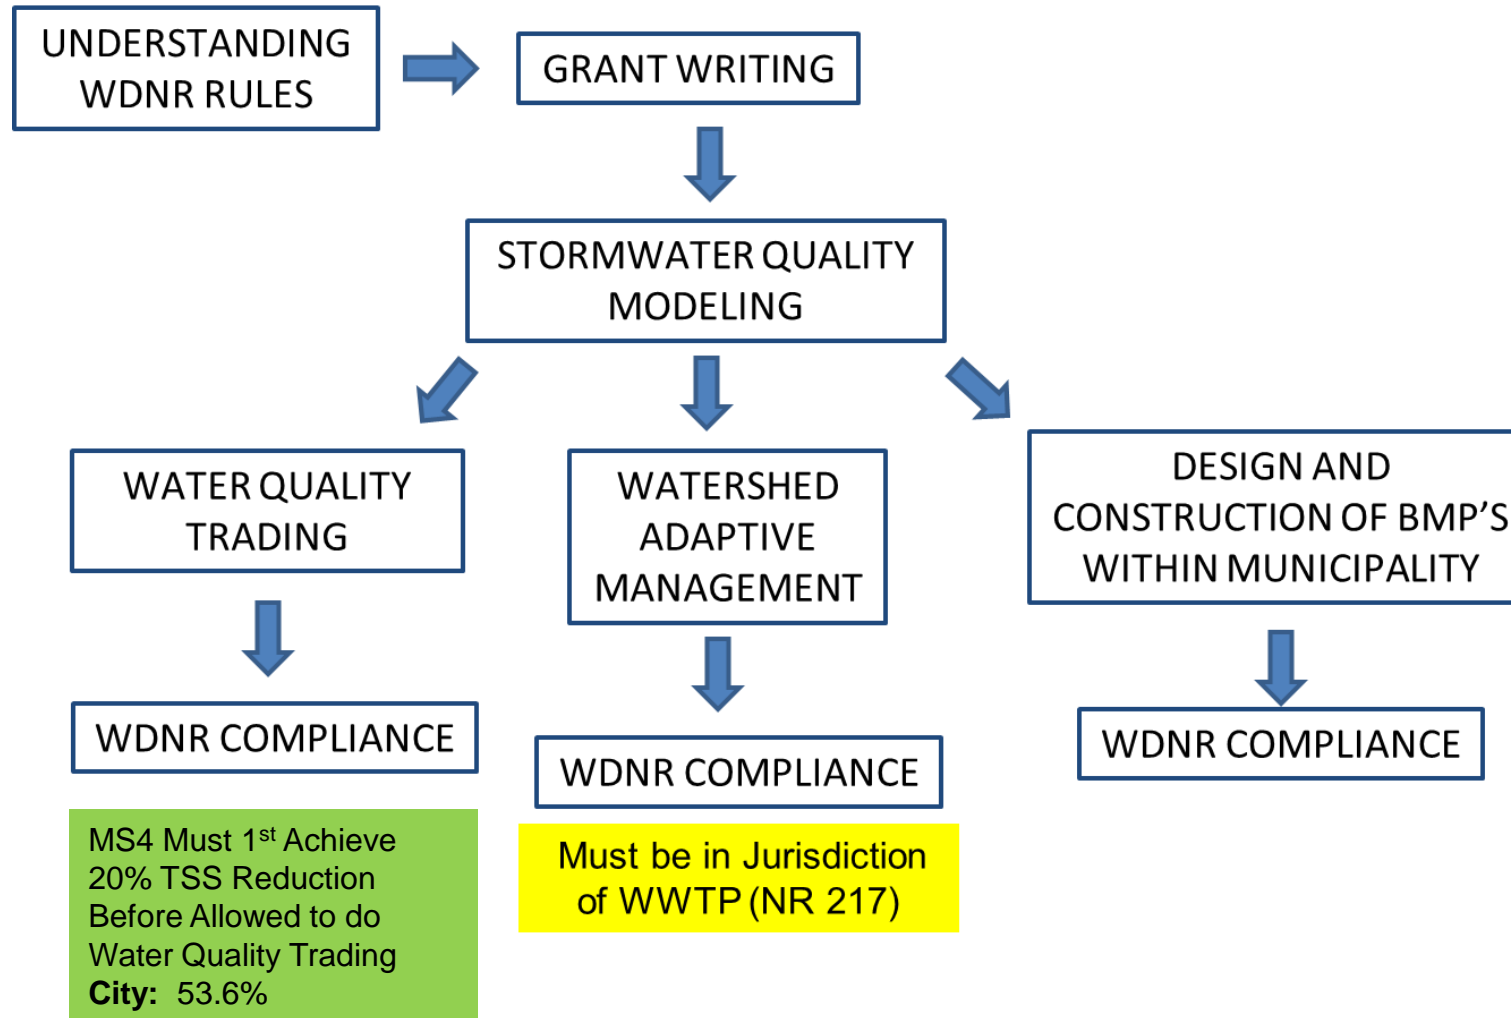 UNDERSTANDING
WDNR RULES
GRANT WRITING
STORMWATER QUALITY
MODELING
WATER QUALITY
TRADING
WATERSHED
ADAPTIVE
MANAGEMENT
DESIGN AND
CONSTRUCTION OF BMP’S
WITHIN MUNICIPALITY
WDNR COMPLIANCE
WDNR COMPLIANCE
WDNR COMPLIANCE
MS4 Must 1st Achieve
20% TSS Reduction
Before Allowed to do
Water Quality Trading
City: 53.6%
Must be in Jurisdiction
of WWTP (NR 217)